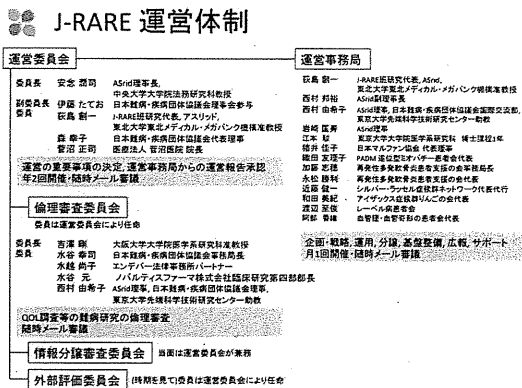 J-RARE 運営体制
運営委員会
委員長 安念 潤司 ASrid理事長,
中央大学大学院法務研究科教授
副委員長 伊藤 たてお 日本難病・疾病団体協議会理事会参与
委員 荻島 創一 J-RARE班研究代表, アスリッド,
東北大学東北メディカル・メガバンク機構准教授
森 幸子 日本難病・疾病団体協議会代表理事
菅沼 正司 医療法人 菅沼医院 院長
運営の重要事項の決定, 運営事務局からの運営報告承認
年2回開催・随時メール審議
倫理審査委員会
委員は運営委員会により任命
委員長 吉澤 剛 大阪大学大学院医学系研究科准教授
委員 水谷 幸司 日本難病・疾病団体協議会事務局長
水越 尚子 エンデバー法律事務所パートナー
水谷 元 ノバルティスファーマ株式会社臨床研究第四部部長
西村 由希子 ASrid理事, 日本難病・疾病団体協議会理事,
東京大学先端科学技術研究センター助教
QOL調査等の難病研究の倫理審査
随時メール審議
情報分譲審査委員会 当面は運営委員会が兼務
外部評価委員会 (時期を見て)委員は運営委員会により任命
運営事務局
荻島 創一 J-RARE班研究代表, ASrid,
東北大学東北メディカル・メガバンク機構准教授
西村 邦裕 ASrid副理事長
西村 由希子 ASrid理事, 日本難病・疾病団体協議会国際交流部,
東京大学先端科学技術研究センター助教
岩崎 匡寿 ASrid理事
江本 駿 東京大学大学院医学系研究科 博士課程1年
猪井 佳子 日本マルファン協会 代表理事
織田 友理子 PADM 遠位型ミオパチー患者会代表
加藤 志穂 再発性多発軟骨炎患者支援の会事務局長
永松 勝利 再発性多発軟骨炎患者支援の会代表
近藤 健一 シルバー・ラッセル症候群ネットワーク代表代行
和田 美紀 アイザックス症候群りんごの会代表
渡辺 至俊 レーベル病患者会
阿部 香織 血管腫・血管奇形の患者会代表
企画・戦略, 運用, 分譲, 基盤整備, 広報, サポート
月1回開催・随時メール審議